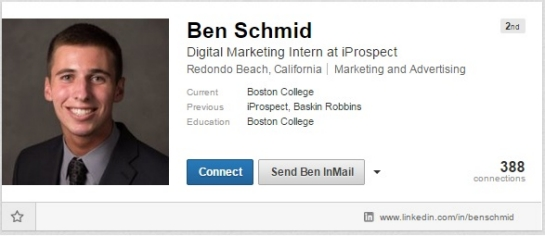 Ben Schmid
2nd
Digital Marketing Intern at iProspect
Redondo Beach, California | Marketing and Advertising
Current Boston College
Previous iProspect, Baskin Robbins
Education Boston College
Connect Send Ben InMail
388
connections
in www.linkedin.com/in/benschmid